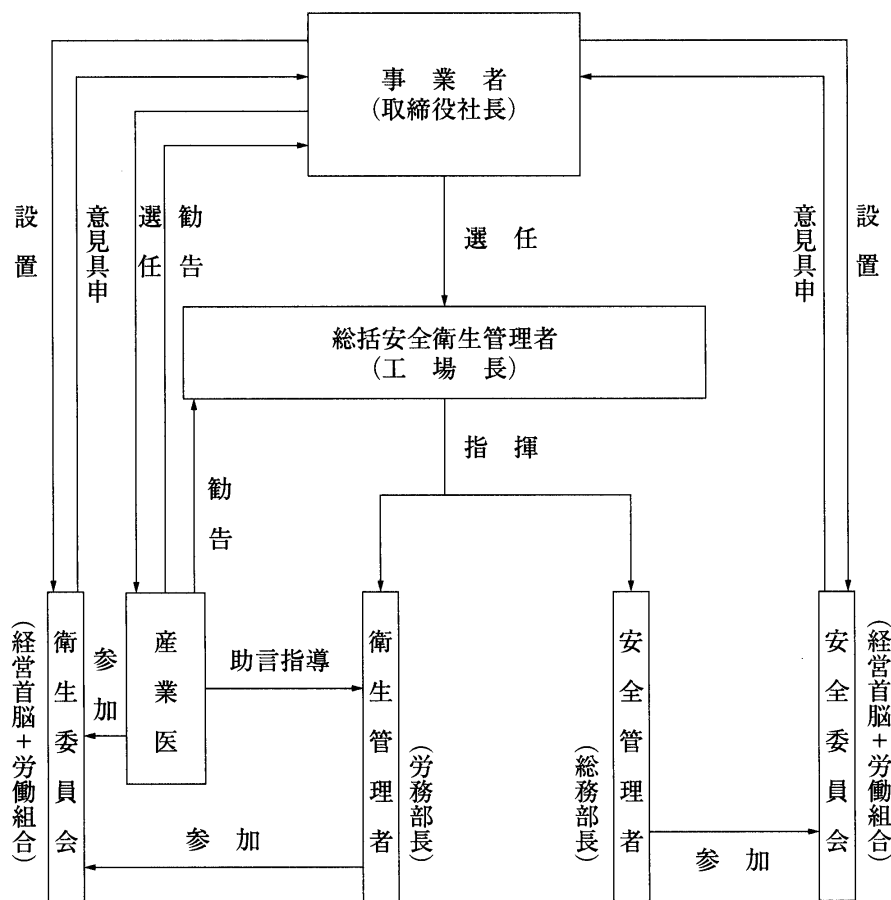 事業者
(取締役社長)
設置
意見具申
選任
勧告
選任
意見具申
設置
総括安全衛生管理者
(工場長)
指揮
勧告
(経営首脳+労働組合)
衛生委員会
参加
産業医
助言指導
衛生管理者
(労務部長)
(総務部長)
安全管理者
安全委員会
(経営首脳+労働組合)
参加
参加